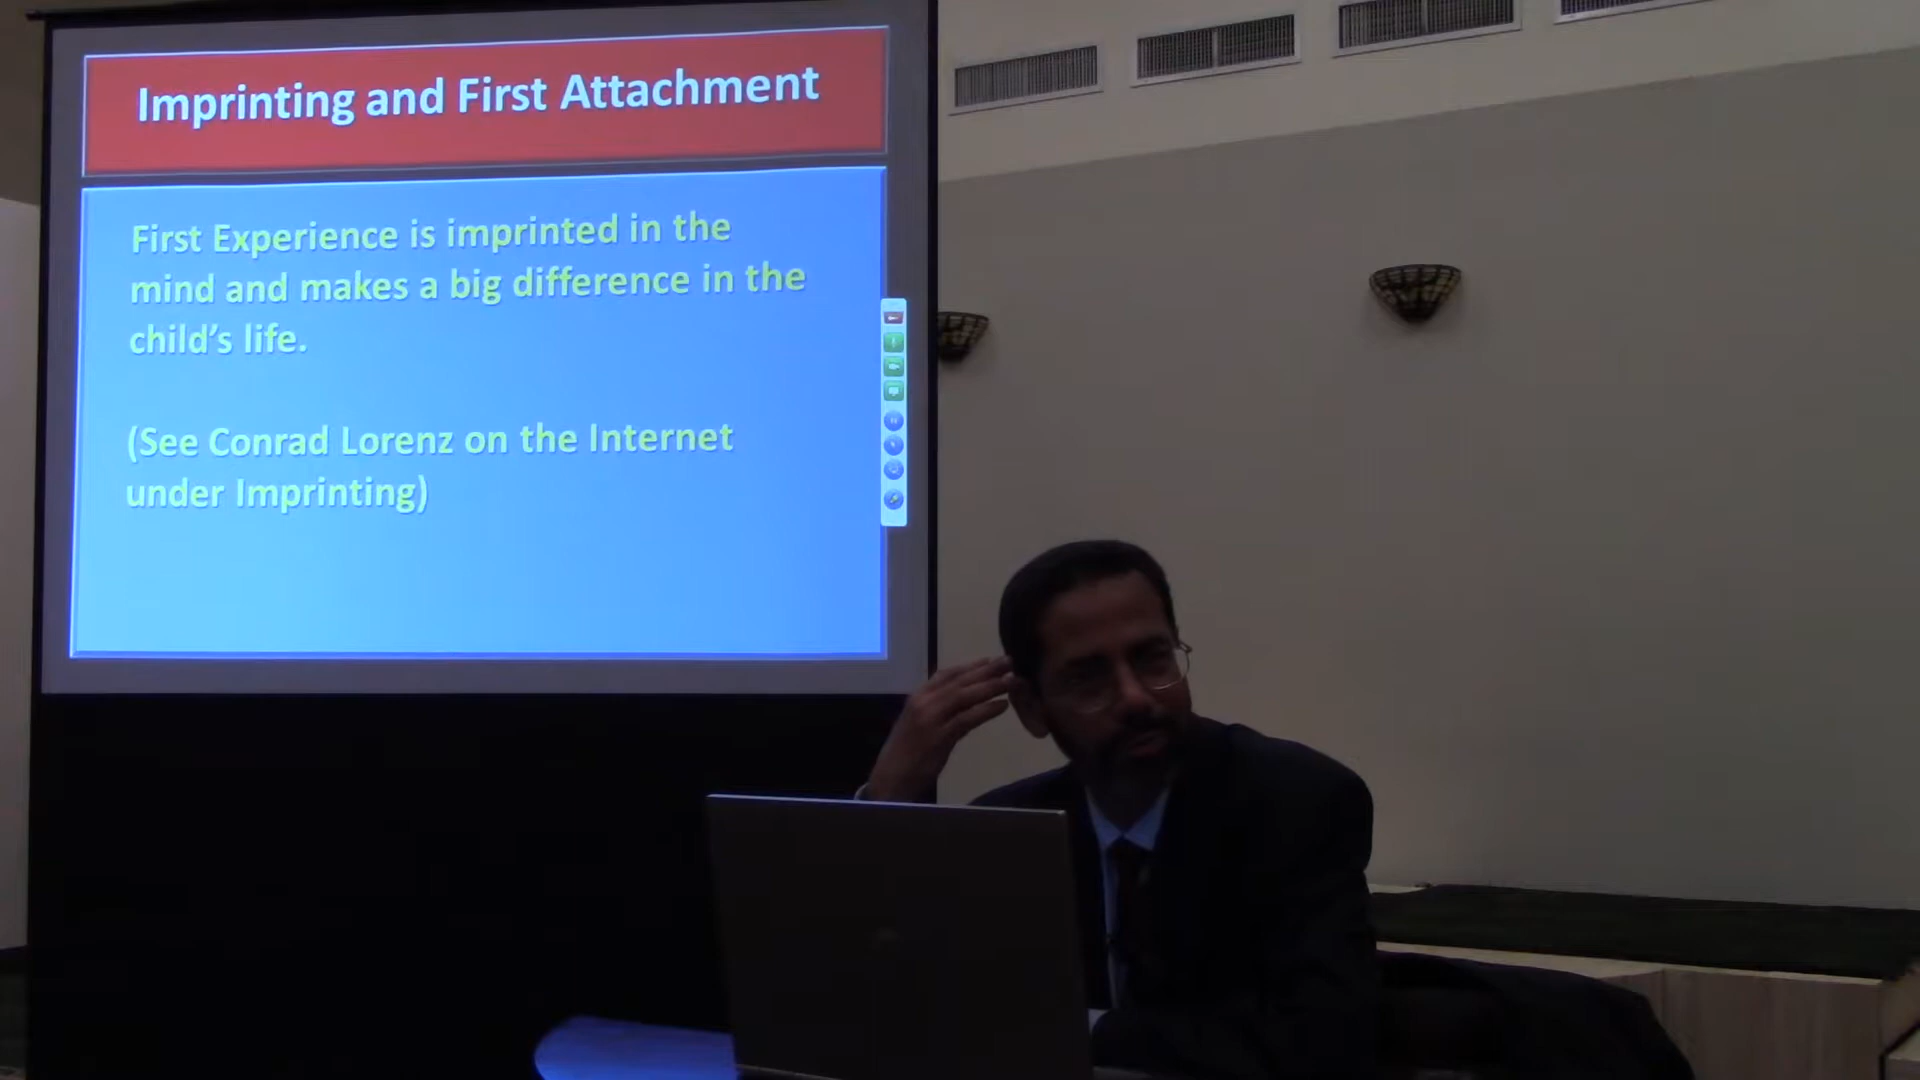 Imprinting and First Attachment
First Experience is imprinted in the
mind and makes a big difference in the
child's life.
(See Conrad Lorenz on the Internet
under Imprinting)